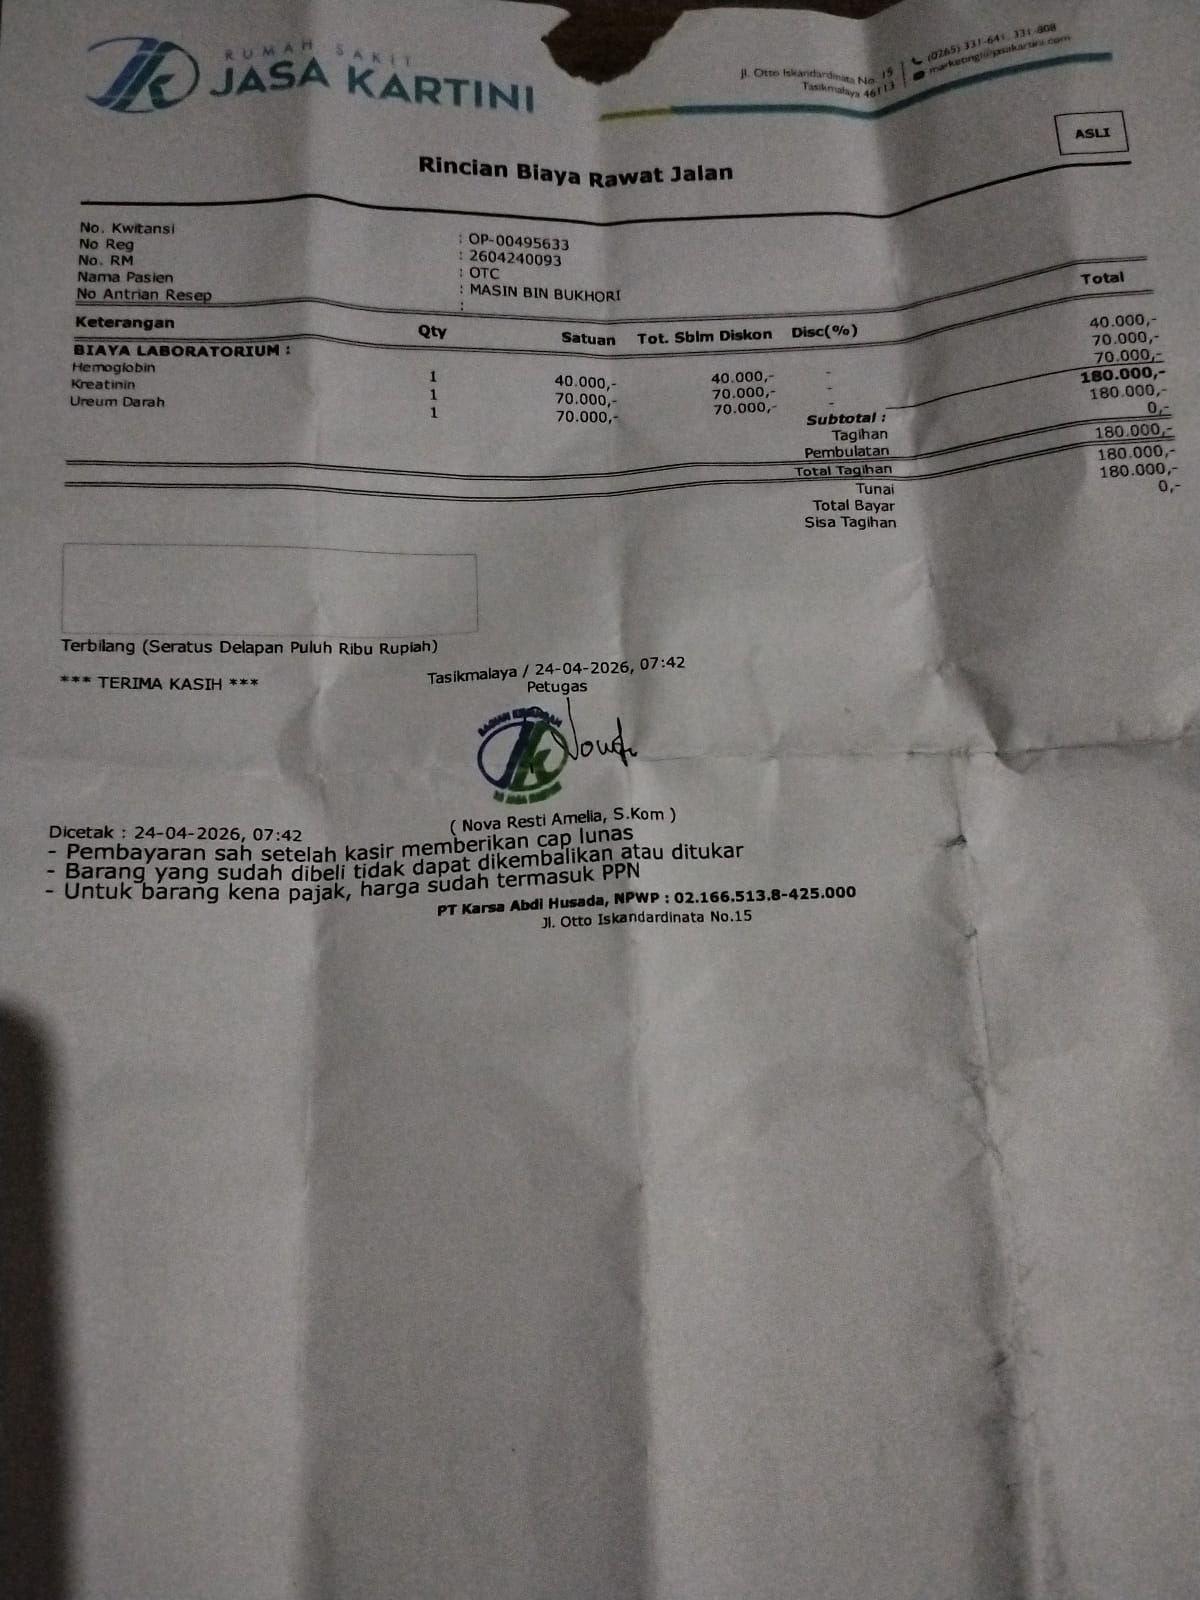 RUMAH SAKIT
JASA KARTINI
Jl. Otto Iskandardinata No. 15
Tasikmalaya 46113
(0265) 331-641, 331-808
ASLI
Rincian Biaya Rawat Jalan
No. Kwitansi : OP-00495633
No Reg : 2604240093
No. RM : OTC
Nama Pasien : MASIN BIN BUKHORI
No Antrian Resep :
Keterangan Qty Satuan Tot. Sblm Diskon Disc(%) Total
BIAYA LABORATORIUM :
Hemoglobin 1 40.000,- 40.000,- - 40.000,-
Kreatinin 1 70.000,- 70.000,- - 70.000,-
Ureum Darah 1 70.000,- 70.000,- - 70.000,-
Subtotal : 180.000,-
Tagihan 180.000,-
Pembulatan 0,-
Total Tagihan 180.000,-
Tunai 180.000,-
Total Bayar 180.000,-
Sisa Tagihan 0,-
Terbilang (Seratus Delapan Puluh Ribu Rupiah)
*** TERIMA KASIH ***
Tasikmalaya / 24-04-2026, 07:42
Petugas
( Nova Resti Amelia, S.Kom )
Dicetak : 24-04-2026, 07:42
- Pembayaran sah setelah kasir memberikan cap lunas
- Barang yang sudah dibeli tidak dapat dikembalikan atau ditukar
- Untuk barang kena pajak, harga sudah termasuk PPN
PT Karsa Abdi Husada, NPWP : 02.166.513.8-425.000
Jl. Otto Iskandardinata No.15